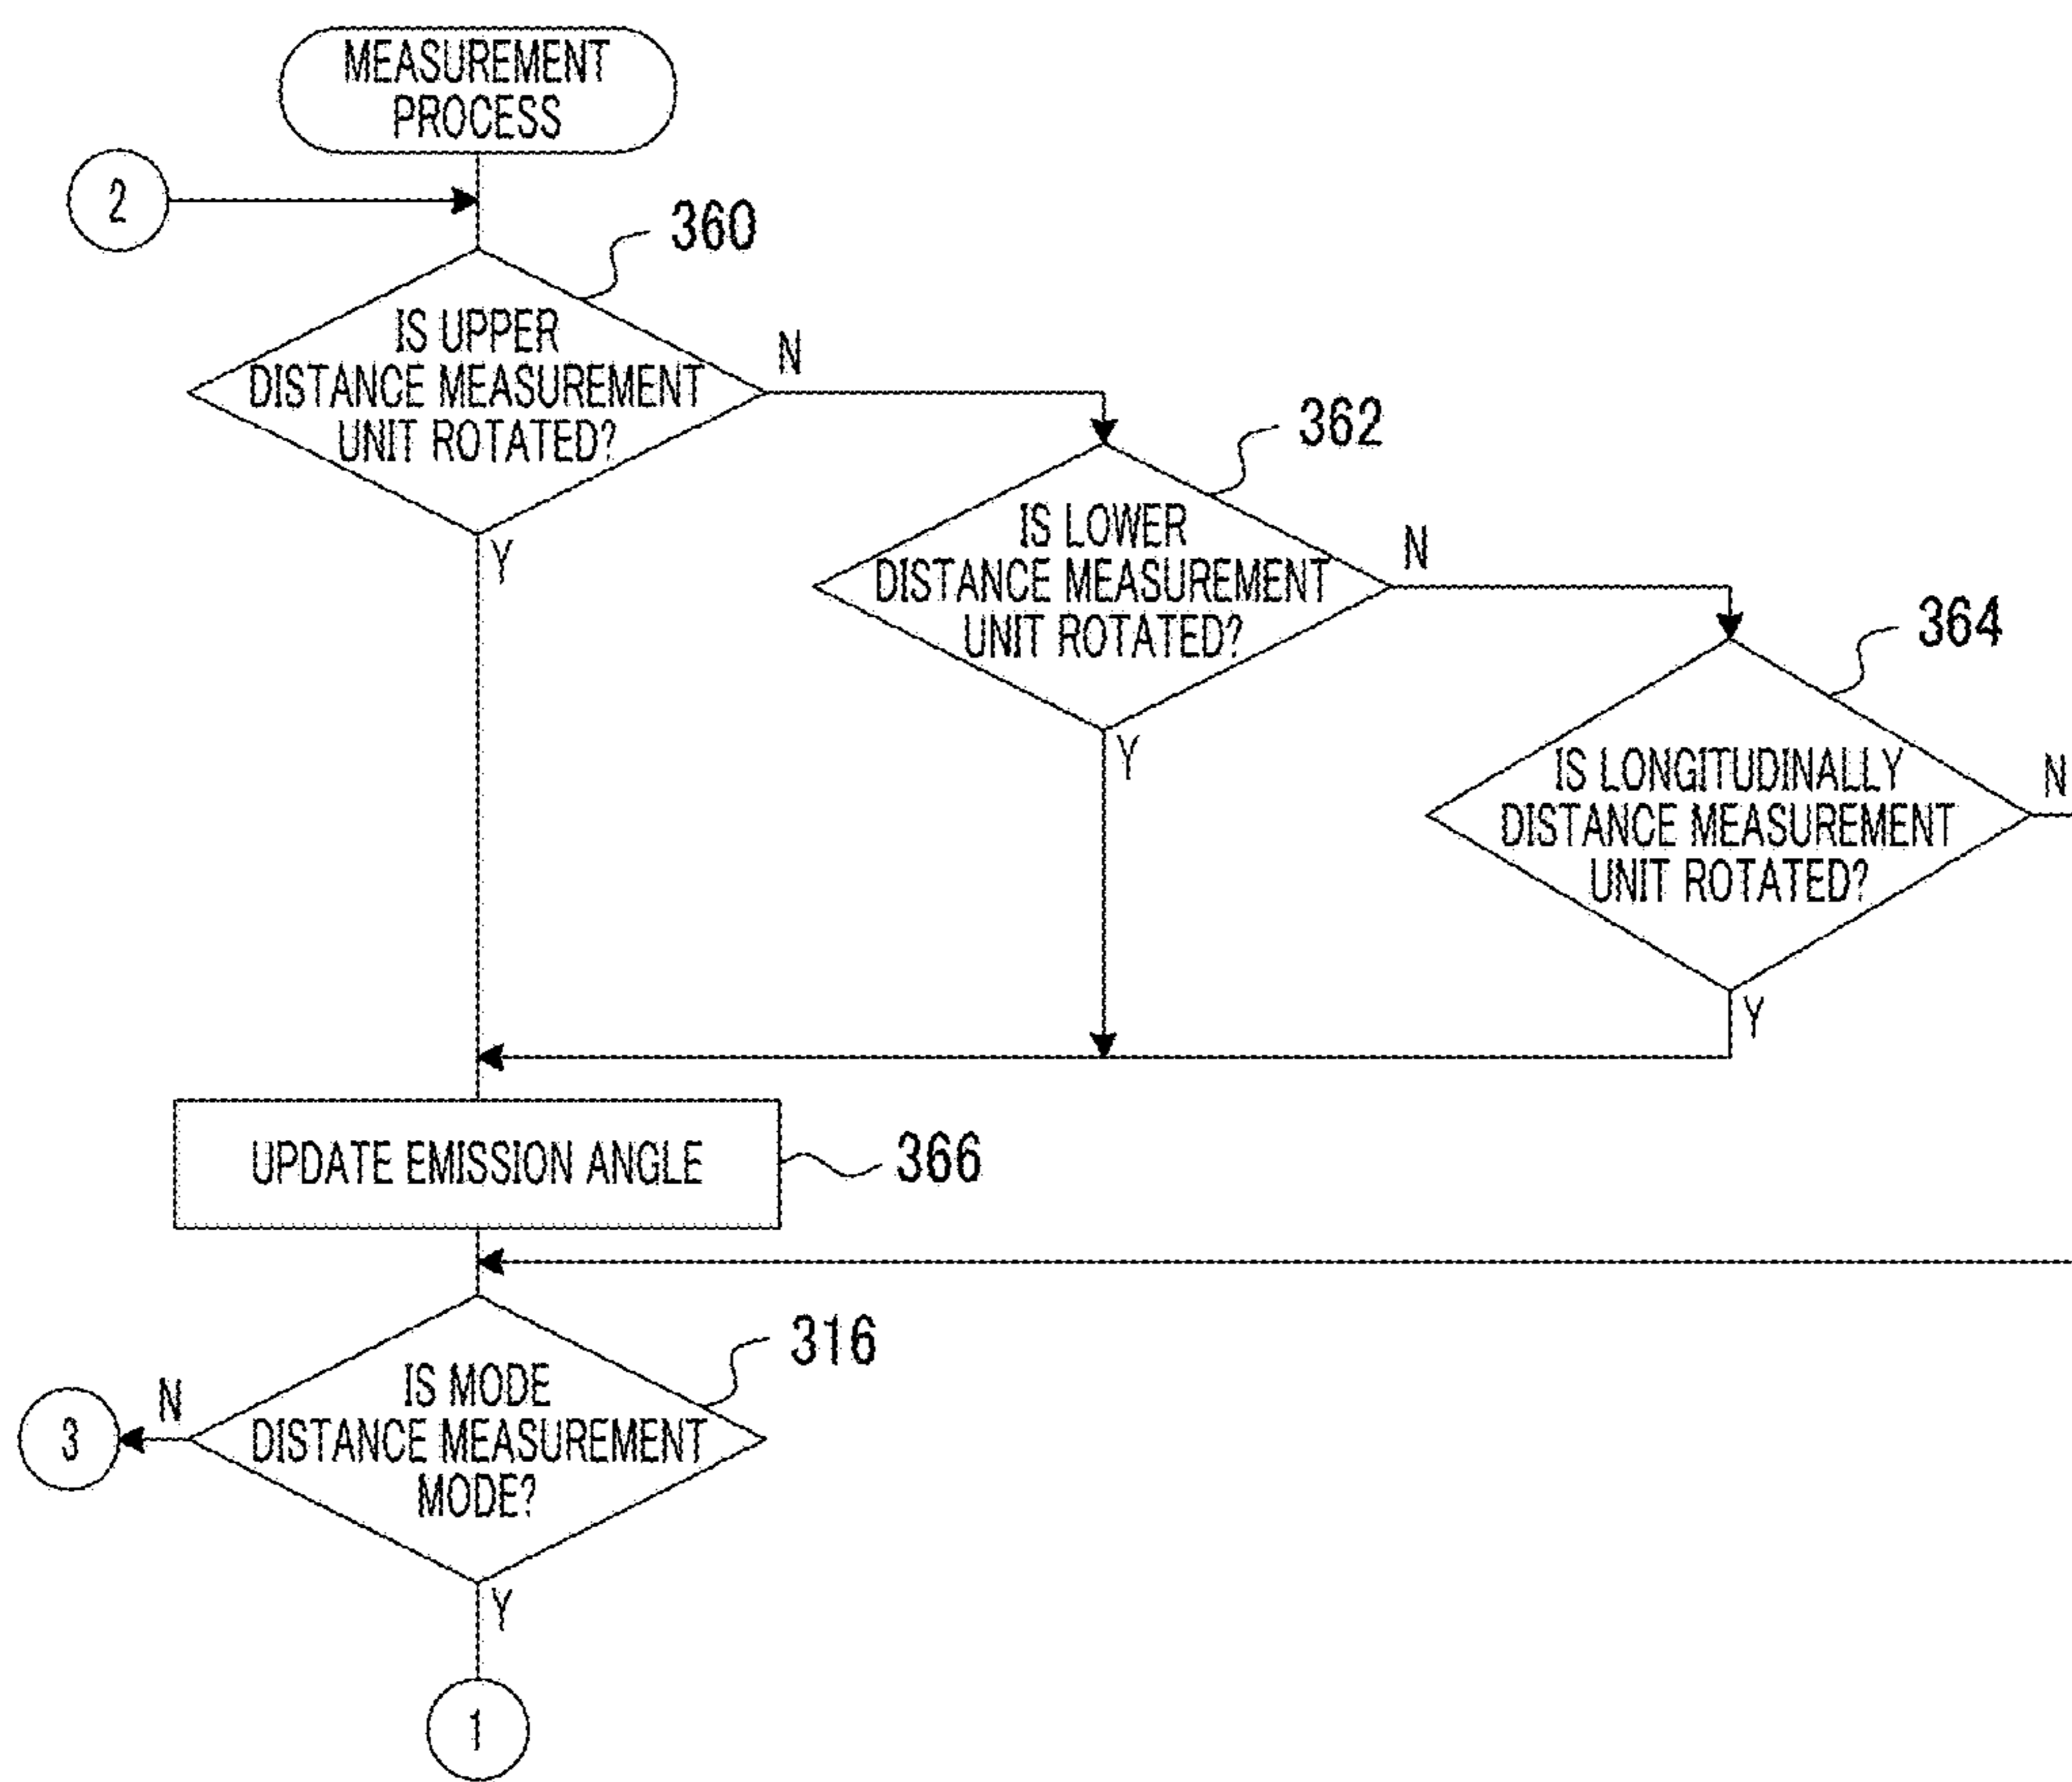 MEASUREMENT
PROCESS
2
360
IS UPPER
DISTANCE MEASUREMENT
UNIT ROTATED?
N
Y
362
IS LOWER
DISTANCE MEASUREMENT
UNIT ROTATED?
N
Y
364
IS LONGITUDINALLY
DISTANCE MEASUREMENT
UNIT ROTATED?
N
Y
UPDATE EMISSION ANGLE
366
316
IS MODE
DISTANCE MEASUREMENT
MODE?
N
3
Y
1